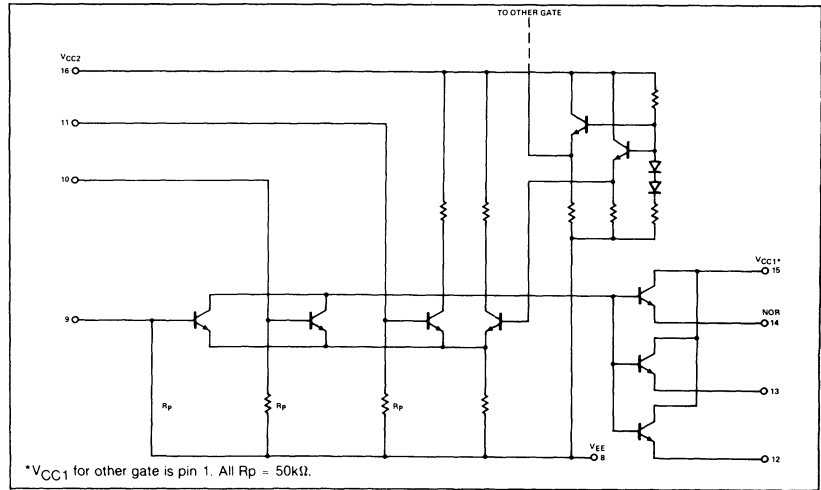 TO OTHER GATE
VCC2
16
11
10
VCC1*
15
NOR
14
9
13
RP RP RP
VEE
8
12
*VCC1 for other gate is pin 1. All Rp = 50kΩ.